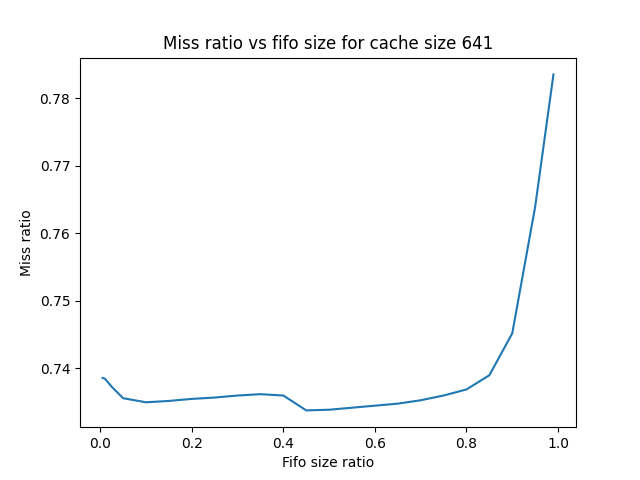 Miss ratio vs fifo size for cache size 641
0.78
0.77
0.76
0.75
0.74
Miss ratio
0.0 0.2 0.4 0.6 0.8 1.0
Fifo size ratio